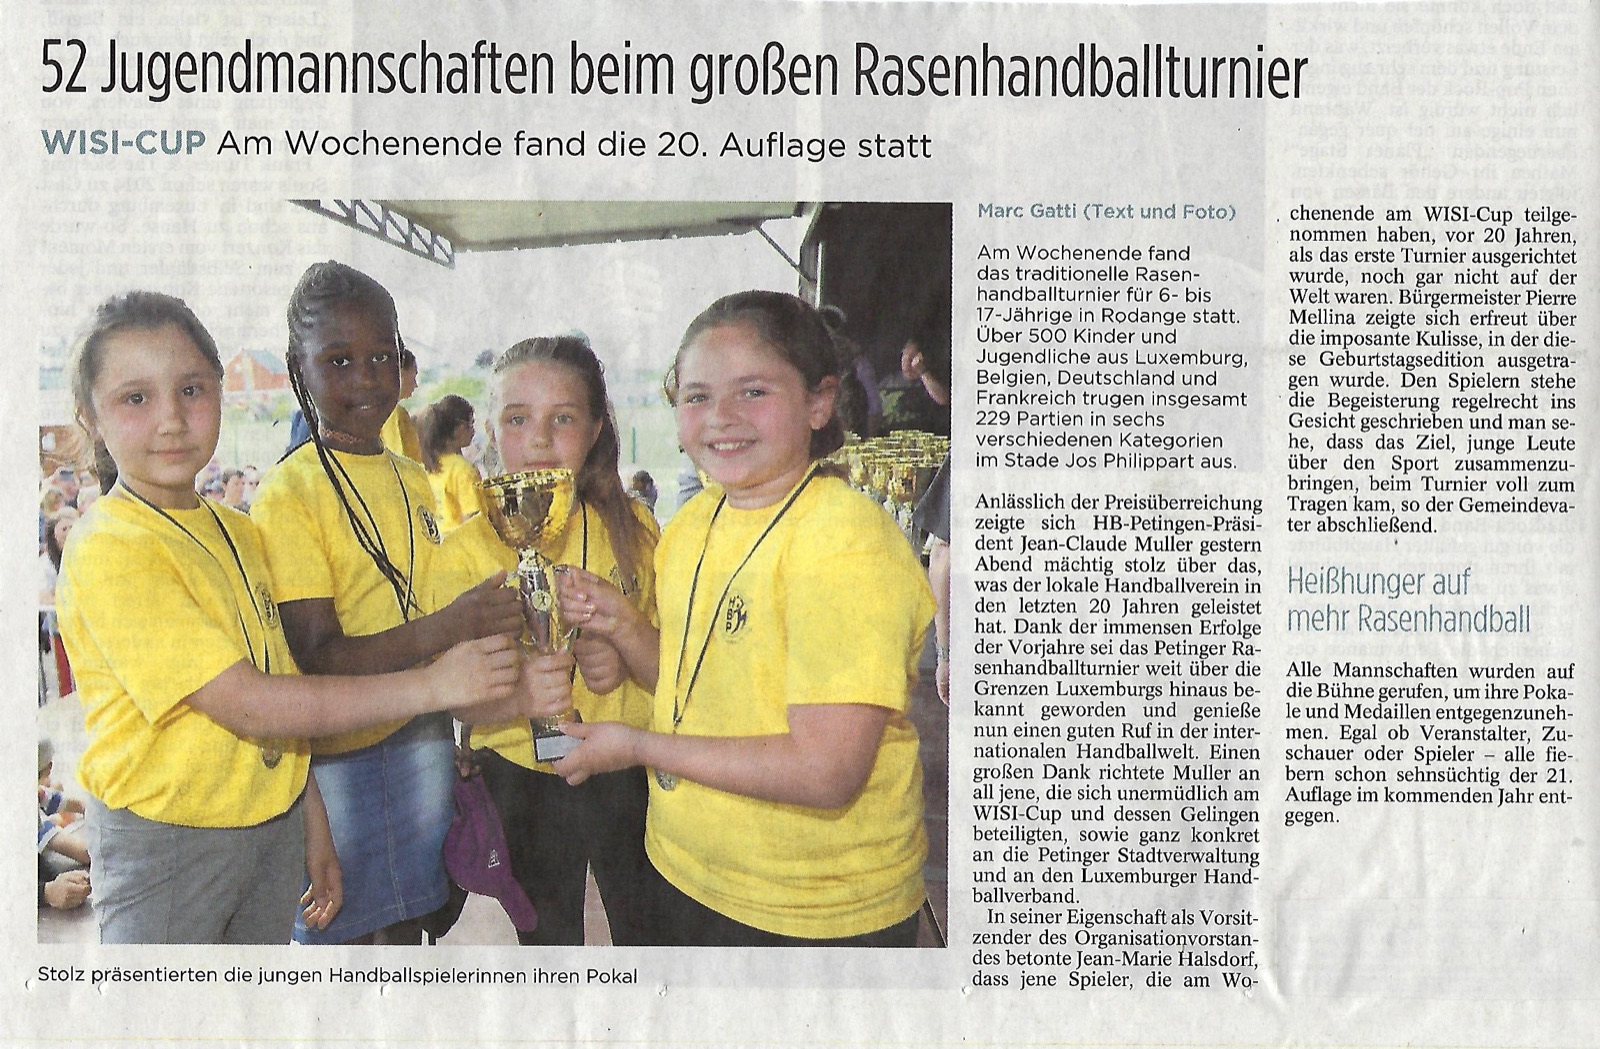 52 Jugendmannschaften beim großen Rasenhandballturnier
WISI-CUP Am Wochenende fand die 20. Auflage statt
Marc Gatti (Text und Foto)
Am Wochenende fand
das traditionelle Rasen-
handballturnier für 6- bis
17-Jährige in Rodange statt.
Über 500 Kinder und
Jugendliche aus Luxemburg,
Belgien, Deutschland und
Frankreich trugen insgesamt
229 Partien in sechs
verschiedenen Kategorien
im Stade Jos Philippart aus.
Anlässlich der Preisüberreichung
zeigte sich HB-Petingen-Präsi-
dent Jean-Claude Muller gestern
Abend mächtig stolz über das,
was der lokale Handballverein in
den letzten 20 Jahren geleistet
hat. Dank der immensen Erfolge
der Vorjahre sei das Petinger Ra-
senhandballturnier weit über die
Grenzen Luxemburgs hinaus be-
kannt geworden und genieße
nun einen guten Ruf in der inter-
nationalen Handballwelt. Einen
großen Dank richtete Muller an
all jene, die sich unermüdlich am
WISI-Cup und dessen Gelingen
beteiligten, sowie ganz konkret
an die Petinger Stadtverwaltung
und an den Luxemburger Hand-
ballverband.
In seiner Eigenschaft als Vorsit-
zender des Organisationvorstan-
des betonte Jean-Marie Halsdorf,
dass jene Spieler, die am Wo-
chenende am WISI-Cup teilge-
nommen haben, vor 20 Jahren,
als das erste Turnier ausgerichtet
wurde, noch gar nicht auf der
Welt waren. Bürgermeister Pierre
Mellina zeigte sich erfreut über
die imposante Kulisse, in der die-
se Geburtstagsedition ausgetra-
gen wurde. Den Spielern stehe
die Begeisterung regelrecht ins
Gesicht geschrieben und man se-
he, dass das Ziel, junge Leute
über den Sport zusammenzu-
bringen, beim Turnier voll zum
Tragen kam, so der Gemeindeva-
ter abschließend.
Heißhunger auf
mehr Rasenhandball
Alle Mannschaften wurden auf
die Bühne gerufen, um ihre Poka-
le und Medaillen entgegenzuneh-
men. Egal ob Veranstalter, Zu-
schauer oder Spieler – alle fie-
bern schon sehnsüchtig der 21.
Auflage im kommenden Jahr ent-
gegen.
HBP
Stolz präsentierten die jungen Handballspielerinnen ihren Pokal